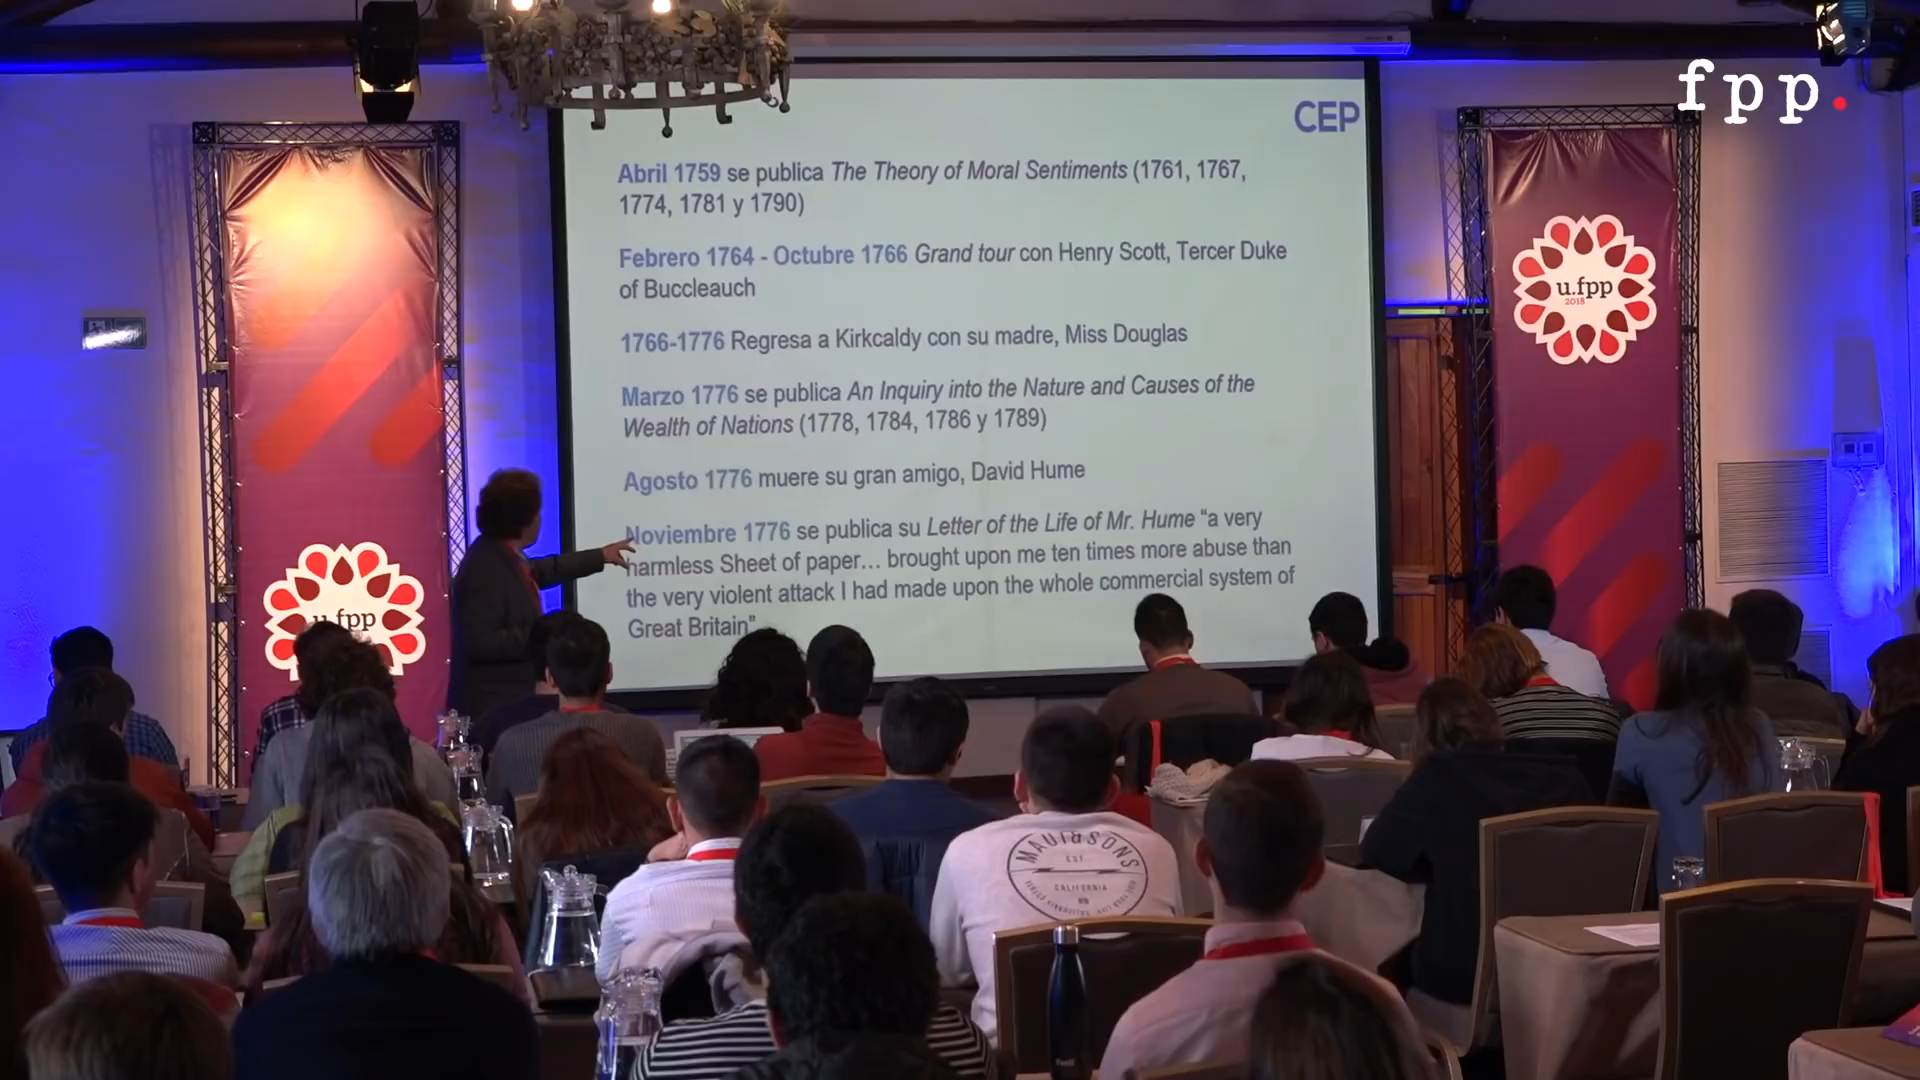 fpp.
CEP
Abril 1759 se publica The Theory of Moral Sentiments (1761, 1767,
1774, 1781 y 1790)
Febrero 1764 - Octubre 1766 Grand tour con Henry Scott, Tercer Duke
of Buccleauch
1766-1776 Regresa a Kirkcaldy con su madre, Miss Douglas
Marzo 1776 se publica An Inquiry into the Nature and Causes of the
Wealth of Nations (1778, 1784, 1786 y 1789)
Agosto 1776 muere su gran amigo, David Hume
Noviembre 1776 se publica su Letter of the Life of Mr. Hume “a very
harmless Sheet of paper… brought upon me ten times more abuse than
the very violent attack I had made upon the whole commercial system of
Great Britain”
u.fpp
2018
u.fpp
MAUI&SONS
EST.
CALIFORNIA